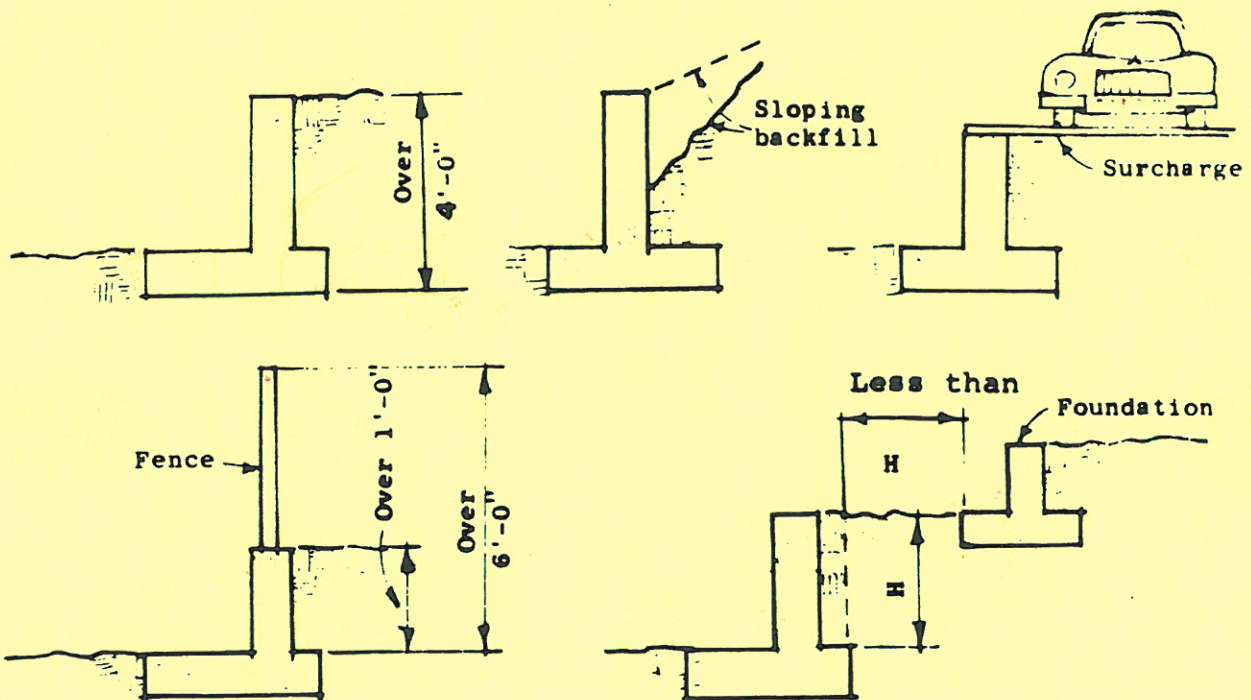 Over
4'-0"
Sloping
backfill
Surcharge
Fence
Over 1'-0"
Over
6'-0"
Less than
H
Foundation
H